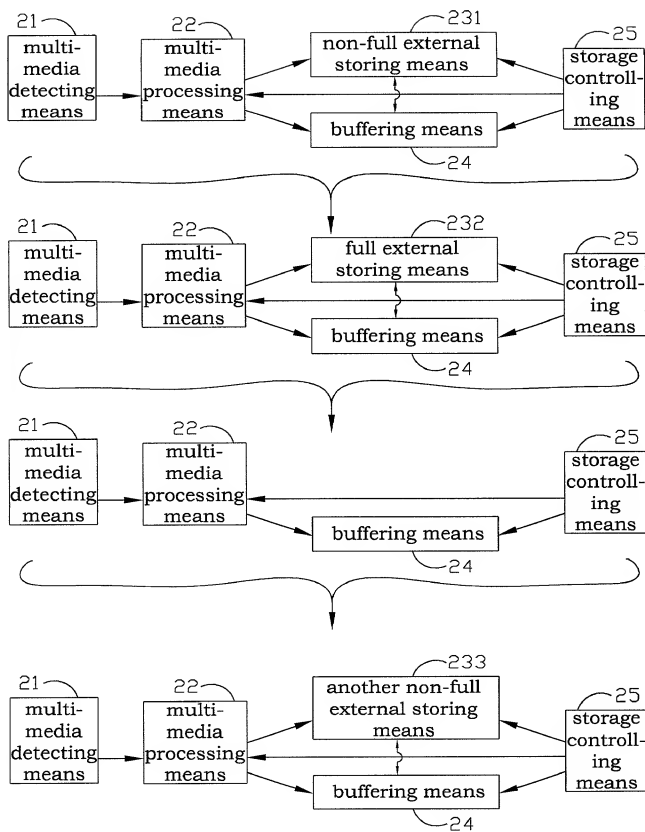 21
22
231
25
multi-
media
detecting
means
multi-
media
processing
means
non-full external
storing means
storage
controll-
ing
means
buffering means
24
21
22
232
25
multi-
media
detecting
means
multi-
media
processing
means
full external
storing means
storage
controll-
ing
means
buffering means
24
21
22
25
multi-
media
detecting
means
multi-
media
processing
means
storage
controll-
ing
means
buffering means
24
21
22
233
25
multi-
media
detecting
means
multi-
media
processing
means
another non-full
external storing
means
storage
controll-
ing
means
buffering means
24